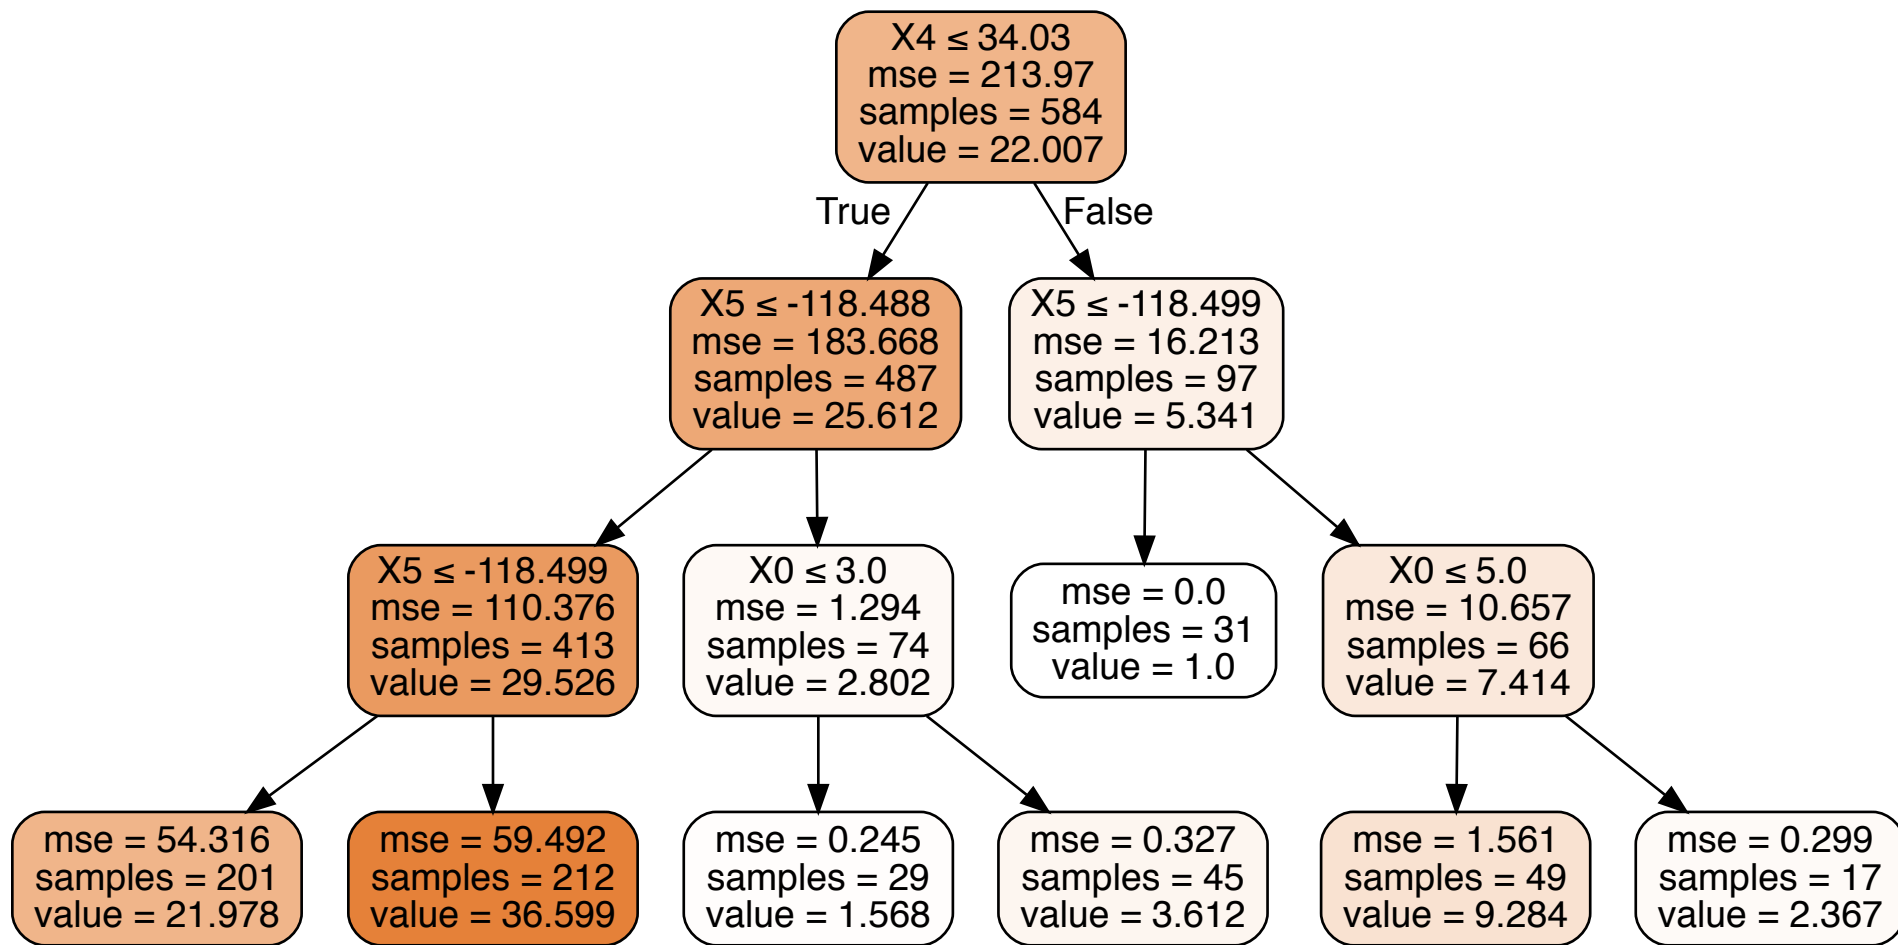 X4 ≤ 34.03
mse = 213.97
samples = 584
value = 22.007
True
False
X5 ≤ -118.488
mse = 183.668
samples = 487
value = 25.612
X5 ≤ -118.499
mse = 16.213
samples = 97
value = 5.341
X5 ≤ -118.499
mse = 110.376
samples = 413
value = 29.526
X0 ≤ 3.0
mse = 1.294
samples = 74
value = 2.802
mse = 0.0
samples = 31
value = 1.0
X0 ≤ 5.0
mse = 10.657
samples = 66
value = 7.414
mse = 54.316
samples = 201
value = 21.978
mse = 59.492
samples = 212
value = 36.599
mse = 0.245
samples = 29
value = 1.568
mse = 0.327
samples = 45
value = 3.612
mse = 1.561
samples = 49
value = 9.284
mse = 0.299
samples = 17
value = 2.367